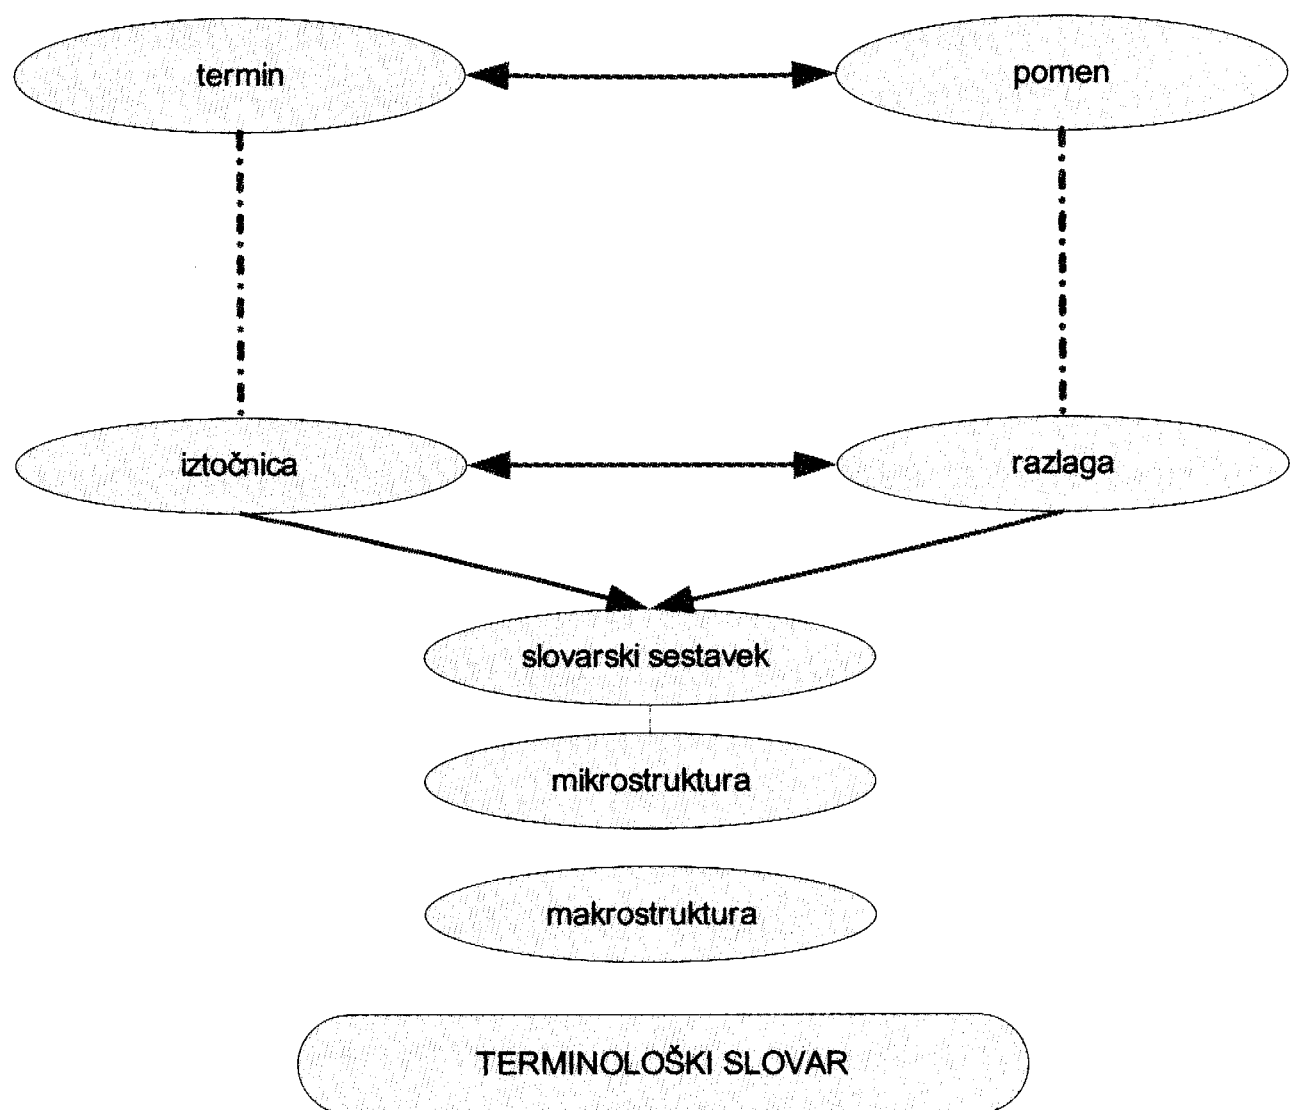 termin
pomen
iztočnica
razlaga
slovarski sestavek
mikrostruktura
makrostruktura
TERMINOLOŠKI SLOVAR